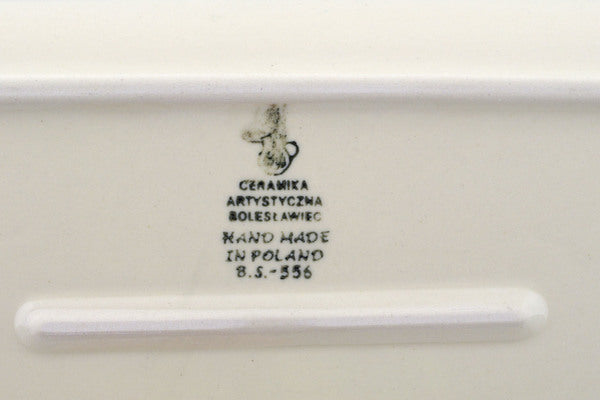 CERAMIKA
ARTYSTYCZNA
BOLESŁAWIEC
HAND MADE
IN POLAND
B.S.-556